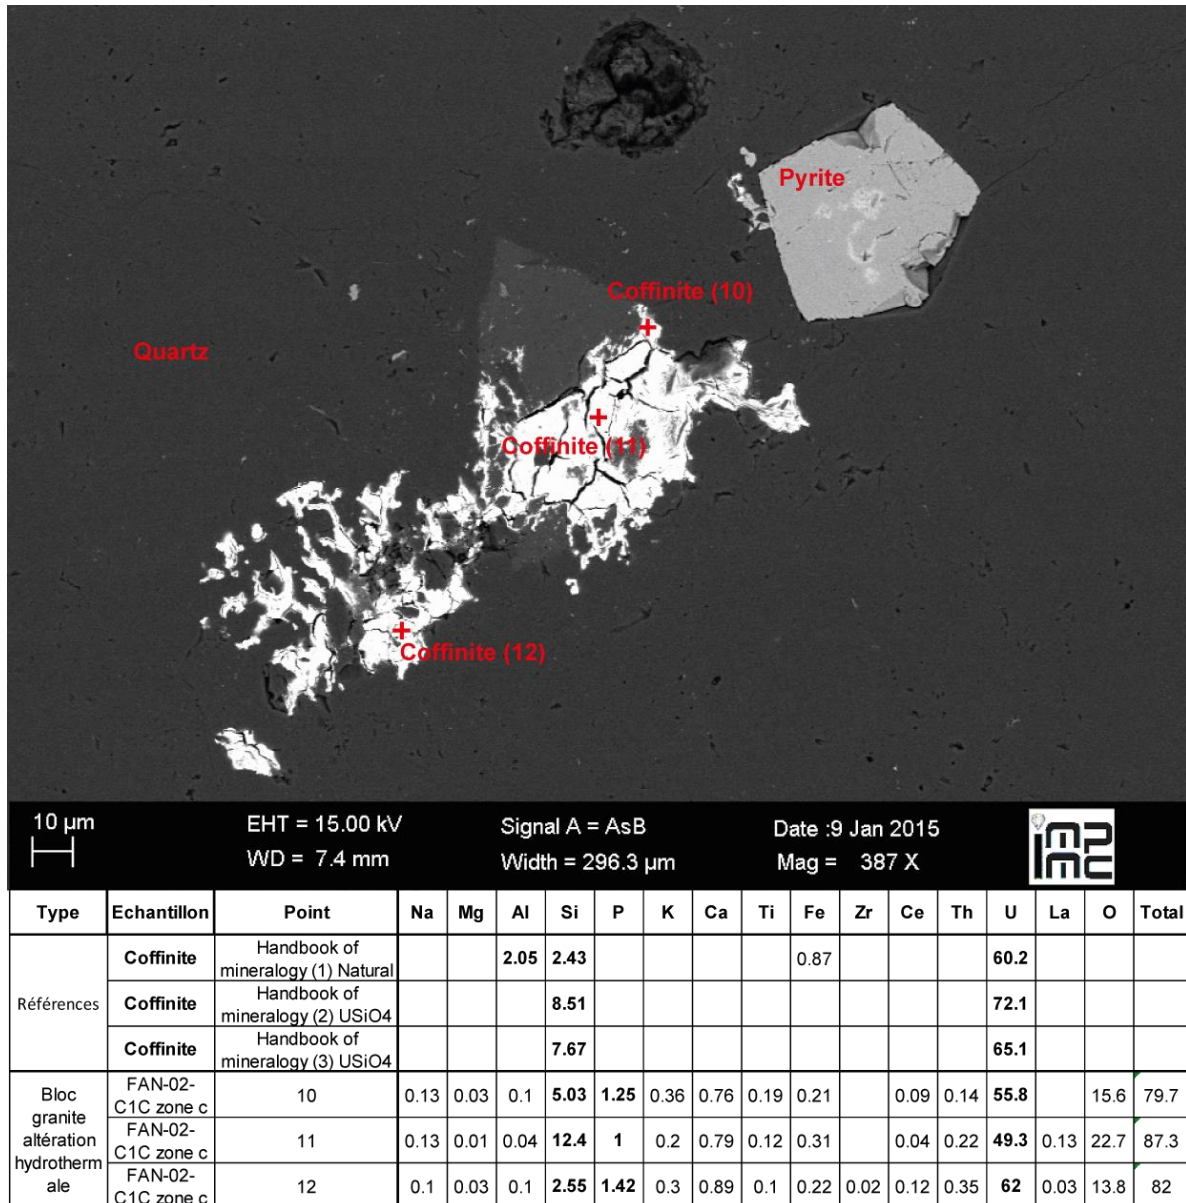 Pyrite
Coffinite (10)
Quartz
Coffinite (11)
Coffinite (12)
10 µm EHT = 15.00 kV Signal A = AsB Date :9 Jan 2015
WD = 7.4 mm Width = 296.3 µm Mag = 387 X
IMPMC
Type Echantillon Point Na Mg Al Si P K Ca Ti Fe Zr Ce Th U La O Total
Références
Coffinite Handbook of
mineralogy (1) Natural 2.05 2.43 0.87 60.2
Coffinite Handbook of
mineralogy (2) USiO4 8.51 72.1
Coffinite Handbook of
mineralogy (3) USiO4 7.67 65.1
Bloc
granite
altération
hydrotherm
ale
FAN-02-
C1C zone c 10 0.13 0.03 0.1 5.03 1.25 0.36 0.76 0.19 0.21 0.09 0.14 55.8 15.6 79.7
FAN-02-
C1C zone c 11 0.13 0.01 0.04 12.4 1 0.2 0.79 0.12 0.31 0.04 0.22 49.3 0.13 22.7 87.3
FAN-02-
C1C zone c 12 0.1 0.03 0.1 2.55 1.42 0.3 0.89 0.1 0.22 0.02 0.12 0.35 62 0.03 13.8 82